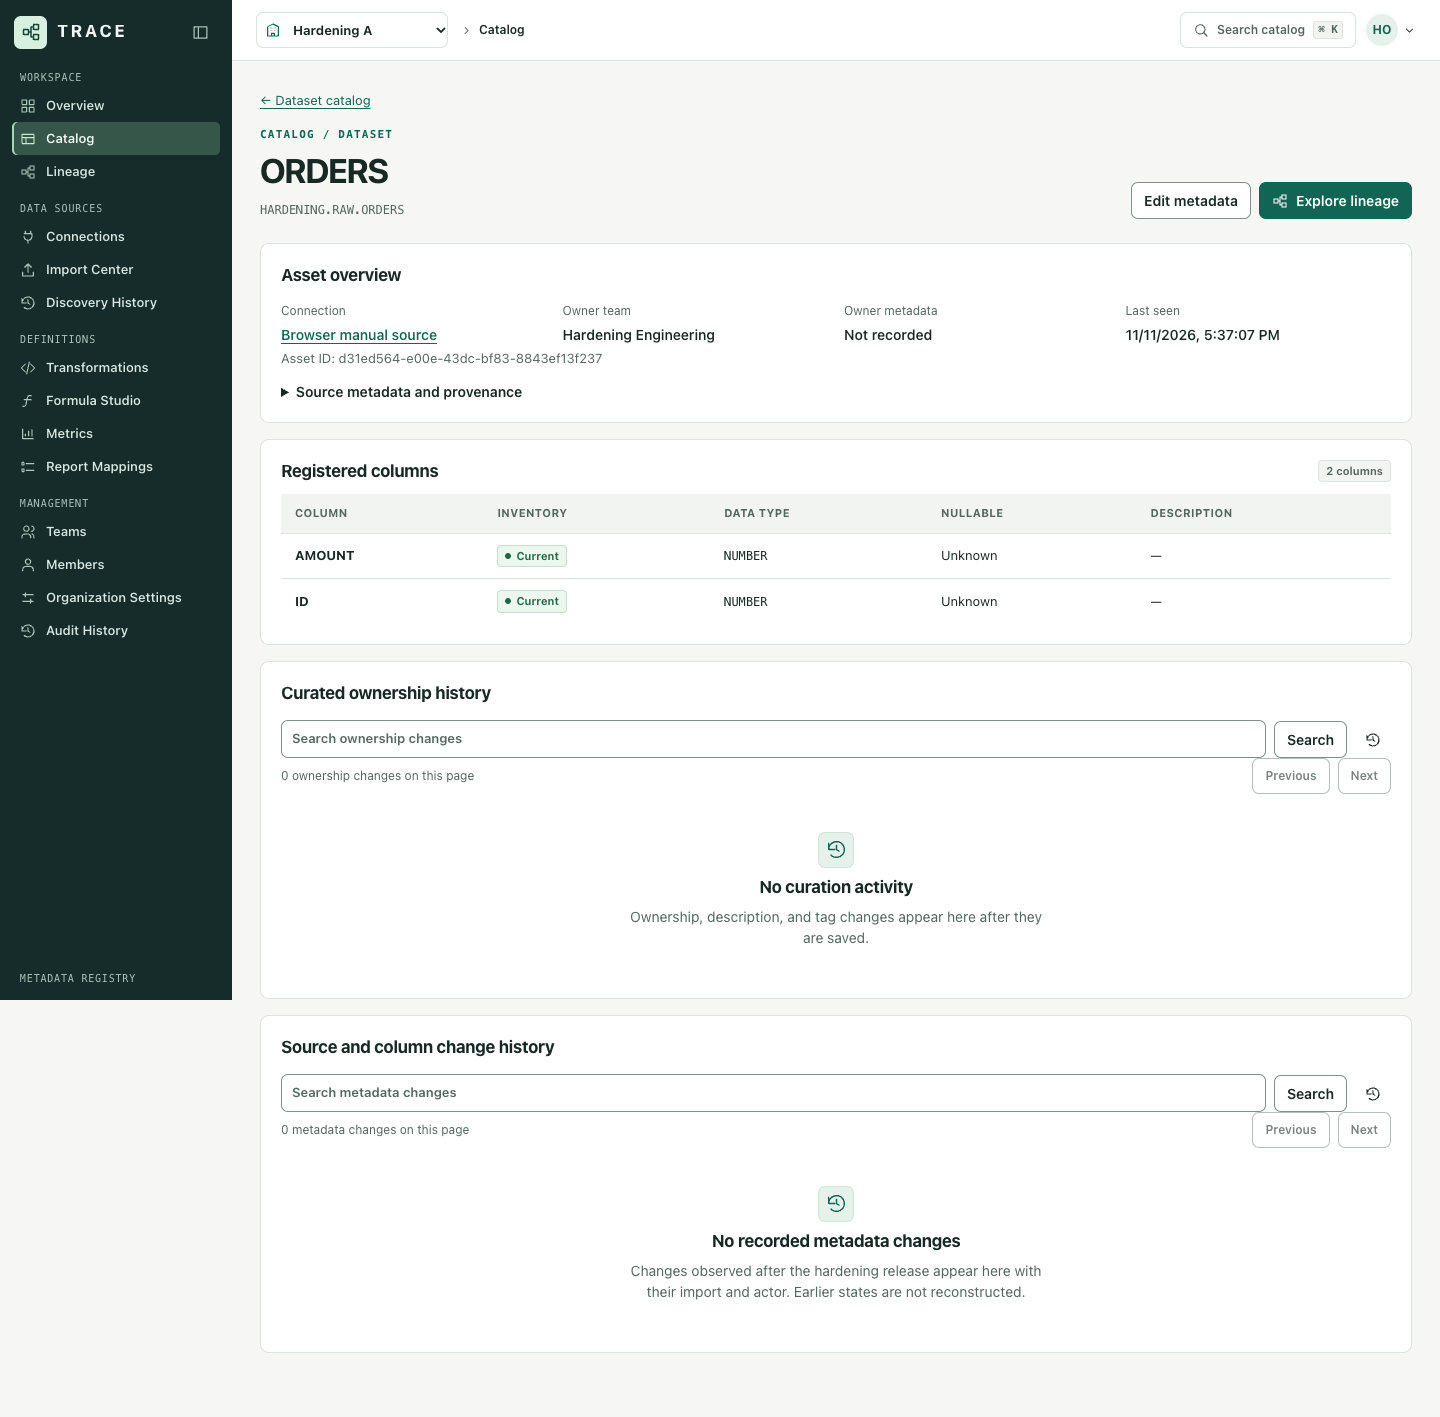 TRACE
WORKSPACE
Overview
Catalog
Lineage
DATA SOURCES
Connections
Import Center
Discovery History
DEFINITIONS
Transformations
Formula Studio
Metrics
Report Mappings
MANAGEMENT
Teams
Members
Organization Settings
Audit History
METADATA REGISTRY
Hardening A
Catalog
Search catalog ⌘ K
HO
← Dataset catalog
CATALOG / DATASET
ORDERS
HARDENING.RAW.ORDERS
Edit metadata
Explore lineage
Asset overview
Connection Owner team Owner metadata Last seen
Browser manual source Hardening Engineering Not recorded 11/11/2026, 5:37:07 PM
Asset ID: d31ed564-e00e-43dc-bf83-8843ef13f237
Source metadata and provenance
Registered columns 2 columns
COLUMN INVENTORY DATA TYPE NULLABLE DESCRIPTION
AMOUNT Current NUMBER Unknown —
ID Current NUMBER Unknown —
Curated ownership history
Search ownership changes Search
0 ownership changes on this page Previous Next
No curation activity
Ownership, description, and tag changes appear here after they
are saved.
Source and column change history
Search metadata changes Search
0 metadata changes on this page Previous Next
No recorded metadata changes
Changes observed after the hardening release appear here with
their import and actor. Earlier states are not reconstructed.